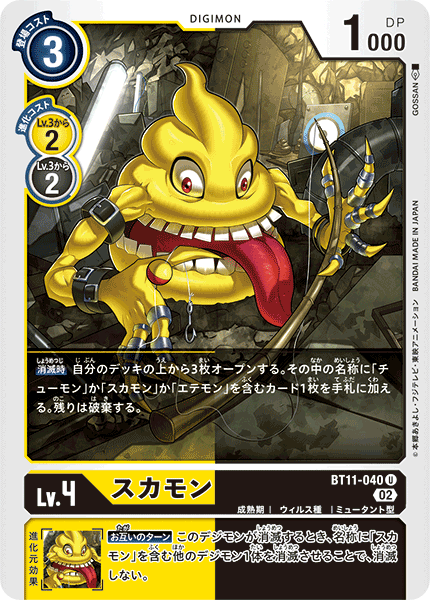 登場コスト
3
DIGIMON
1000
DP
進化コスト
Lv.3から
2
Lv.3から
2
GOSSAN
BANDAI MADE IN JAPAN
©本郷あきよし・フジテレビ・東映アニメーション
消滅時 自分のデッキの上から3枚オープンする。その中の名称に「チ
ューモン」か「スカモン」か「エテモン」を含むカード1枚を手札に加え
る。残りは破棄する。
BT11-040 U
02
Lv.4
スカモン
成熟期 | ウィルス種 | ミュータント型
進化元効果
お互いのターン このデジモンが消滅するとき、名称に「スカ
モン」を含む他のデジモン1体を消滅させることで、消滅
しない。